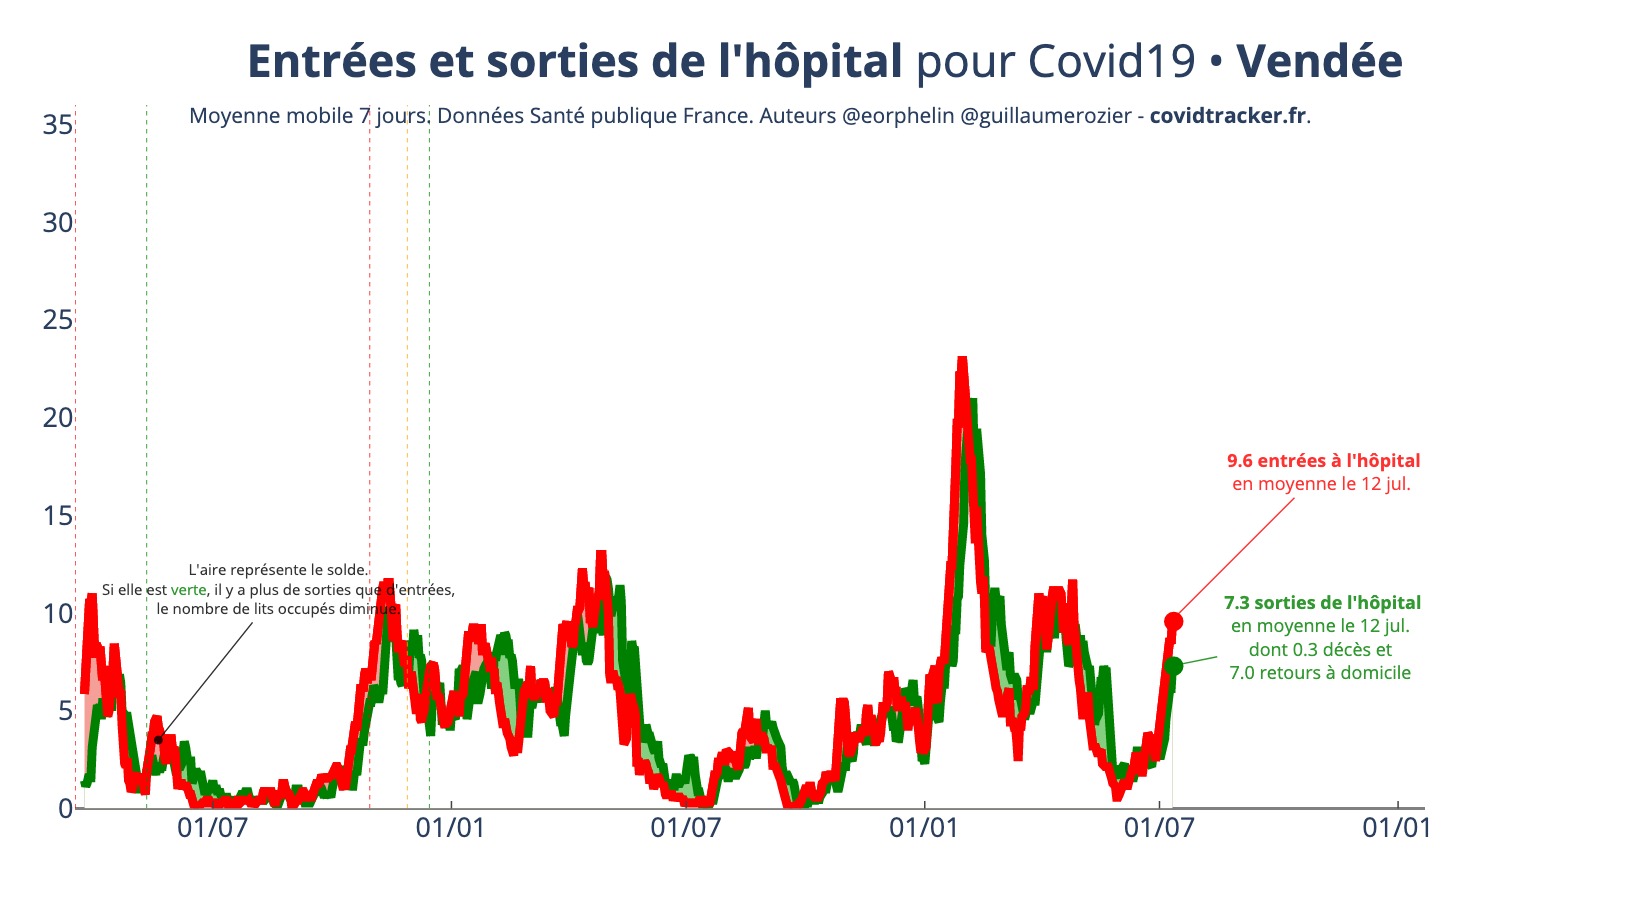 Entrées et sorties de l'hôpital pour Covid19 • Vendée
Moyenne mobile 7 jours. Données Santé publique France. Auteurs @eorphelin @guillaumerozier - covidtracker.fr.
35
30
25
20
15
10
5
0
L'aire représente le solde.
Si elle est verte, il y a plus de sorties que d'entrées,
le nombre de lits occupés diminue.
9.6 entrées à l'hôpital
en moyenne le 12 jul.
7.3 sorties de l'hôpital
en moyenne le 12 jul.
dont 0.3 décès et
7.0 retours à domicile
01/07
01/01
01/07
01/01
01/07
01/01